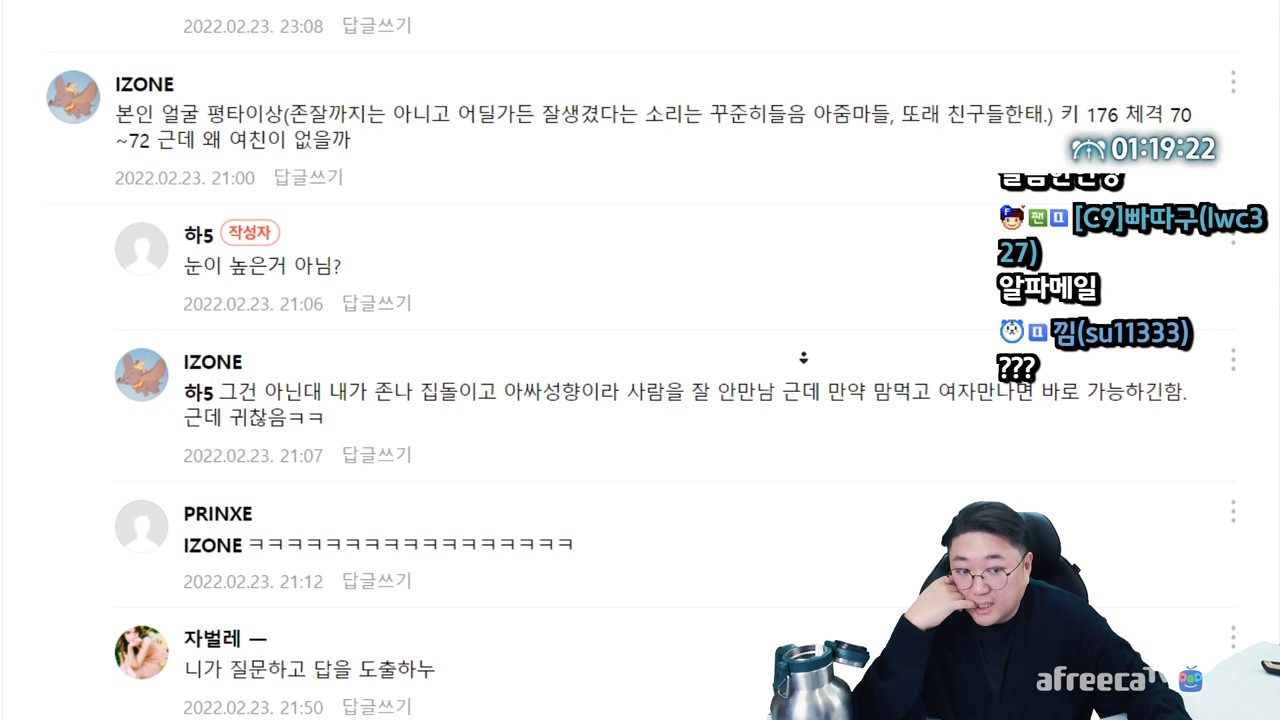 2022.02.23. 23:08 답글쓰기
IZONE
본인 얼굴 평타이상(존잘까지는 아니고 어딜가든 잘생겼다는 소리는 꾸준히들음 아줌마들, 또래 친구들한태.) 키 176 체격 70
~72 근데 왜 여친이 없을까
2022.02.23. 21:00 답글쓰기
01:19:22
팬 [C9]빠따구(lwc3
27)
알파메일
낌(su11333)
???
하5 작성자
눈이 높은거 아님?
2022.02.23. 21:06 답글쓰기
IZONE
하5 그건 아닌대 내가 존나 집돌이고 아싸성향이라 사람을 잘 안만남 근데 만약 맘먹고 여자만나면 바로 가능하긴함.
근데 귀찮음ㅋㅋ
2022.02.23. 21:07 답글쓰기
PRINXE
IZONE ㅋㅋㅋㅋㅋㅋㅋㅋㅋㅋㅋㅋㅋㅋㅋㅋㅋ
2022.02.23. 21:12 답글쓰기
자벌레 ㅡ
니가 질문하고 답을 도출하누
2022.02.23. 21:50 답글쓰기
afreecaTV